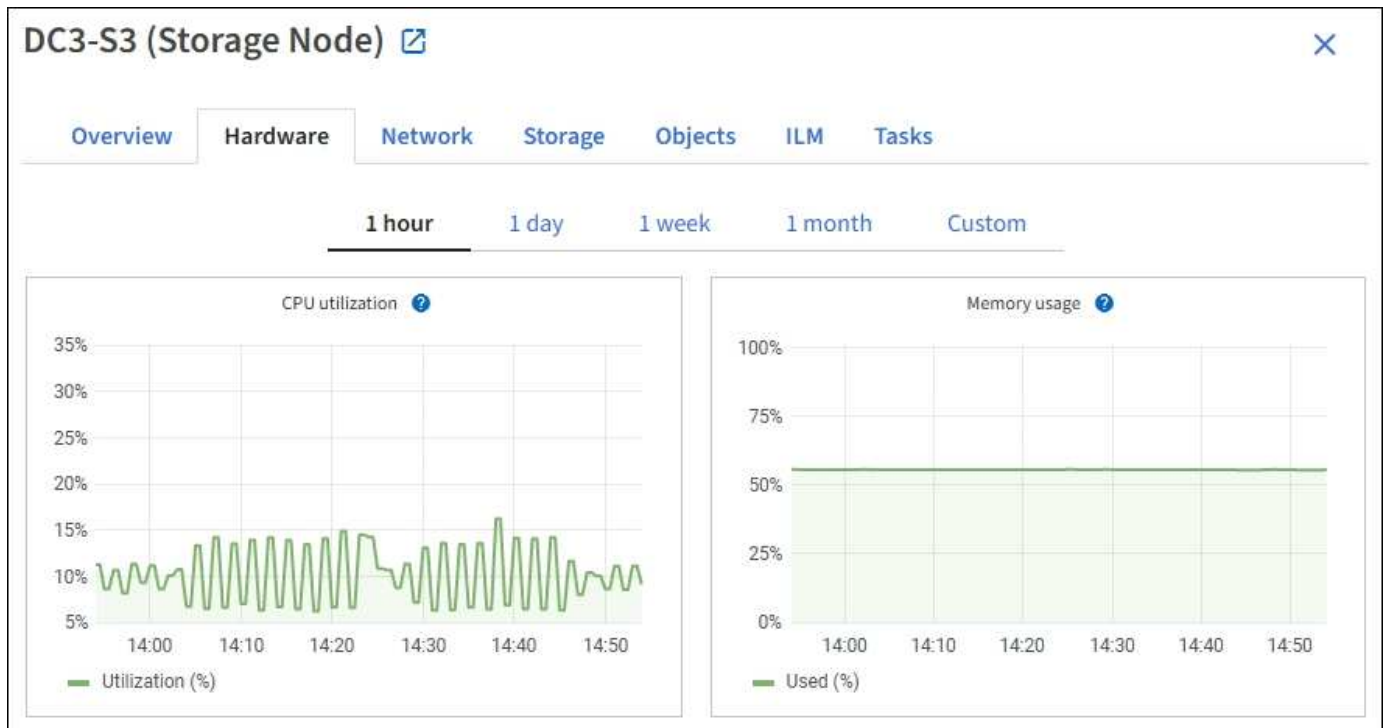 DC3-S3 (Storage Node)
Overview Hardware Network Storage Objects ILM Tasks
1 hour 1 day 1 week 1 month Custom
CPU utilization ?
35%
30%
25%
20%
15%
10%
5%
14:00 14:10 14:20 14:30 14:40 14:50
Utilization (%)
Memory usage ?
100%
75%
50%
25%
0%
14:00 14:10 14:20 14:30 14:40 14:50
Used (%)